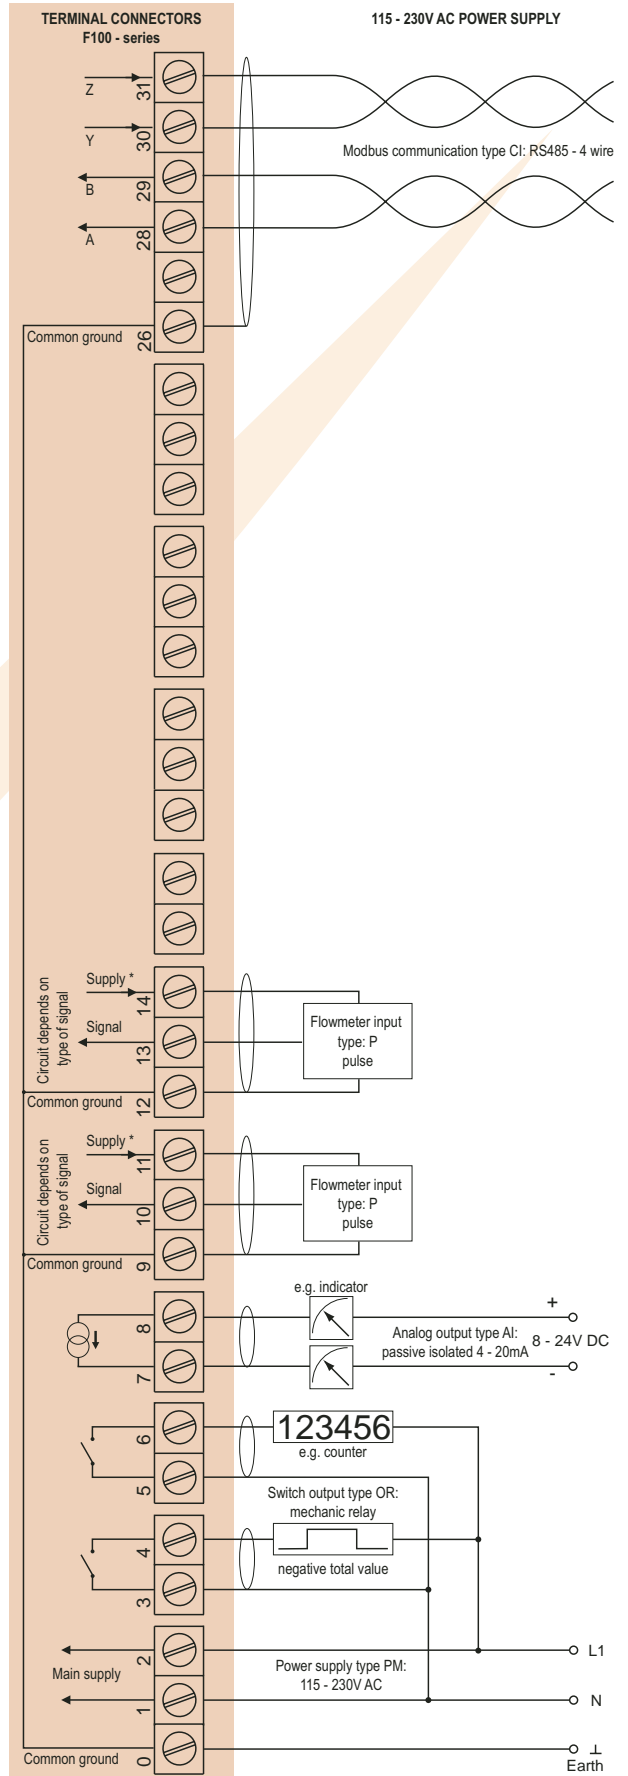 TERMINAL CONNECTORS
F100 - series
115 - 230V AC POWER SUPPLY
Z
31
Y
30
Modbus communication type CI: RS485 - 4 wire
B
29
A
28
Common ground
26
Circuit depends on
type of signal
Supply *
14
Signal
13
Flowmeter input
type: P
pulse
Common ground
12
Circuit depends on
type of signal
Supply *
11
Signal
10
Flowmeter input
type: P
pulse
Common ground
9
e.g. indicator
8
+
Analog output type AI:
passive isolated 4 - 20mA
8 - 24V DC
7
-
6
123456
e.g. counter
5
Switch output type OR:
mechanic relay
4
negative total value
3
2
L1
Main supply
Power supply type PM:
115 - 230V AC
1
N
Common ground
0
Earth